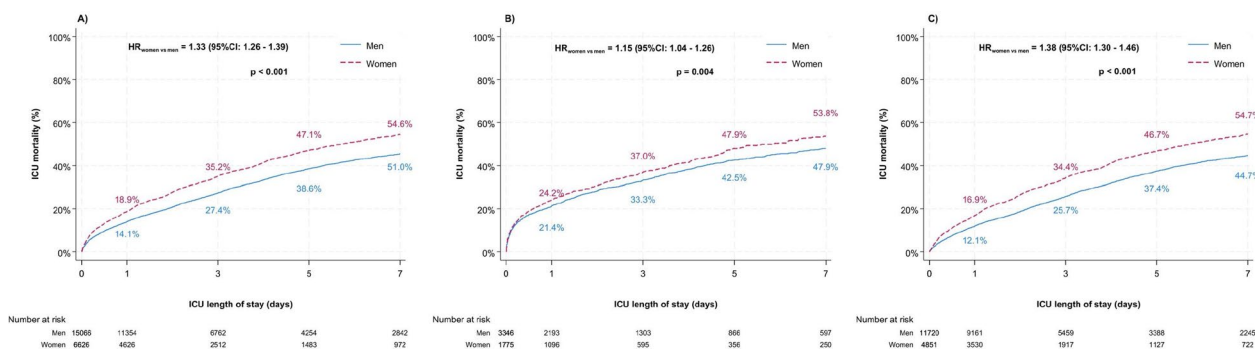 A)
HRwomen vs men = 1.33 (95%CI: 1.26 - 1.39)
p < 0.001
Men
Women
100%
80%
60%
40%
20%
0%
ICU mortality (%)
18.9%
35.2%
47.1%
54.6%
14.1%
27.4%
38.6%
51.0%
0 1 3 5 7
ICU length of stay (days)
Number at risk
Men 15066 11354 6762 4254 2842
Women 6626 4626 2512 1483 972
B)
HRwomen vs men = 1.15 (95%CI: 1.04 - 1.26)
p = 0.004
Men
Women
100%
80%
60%
40%
20%
0%
ICU mortality (%)
24.2%
37.0%
47.9%
53.8%
21.4%
33.3%
42.5%
47.9%
0 1 3 5 7
ICU length of stay (days)
Number at risk
Men 3346 2193 1303 866 597
Women 1775 1096 595 356 250
C)
HRwomen vs men = 1.38 (95%CI: 1.30 - 1.46)
p < 0.001
Men
Women
100%
80%
60%
40%
20%
0%
ICU mortality (%)
16.9%
34.4%
46.7%
54.7%
12.1%
25.7%
37.4%
44.7%
0 1 3 5 7
ICU length of stay (days)
Number at risk
Men 11720 9161 5459 3388 2245
Women 4851 3530 1917 1127 722